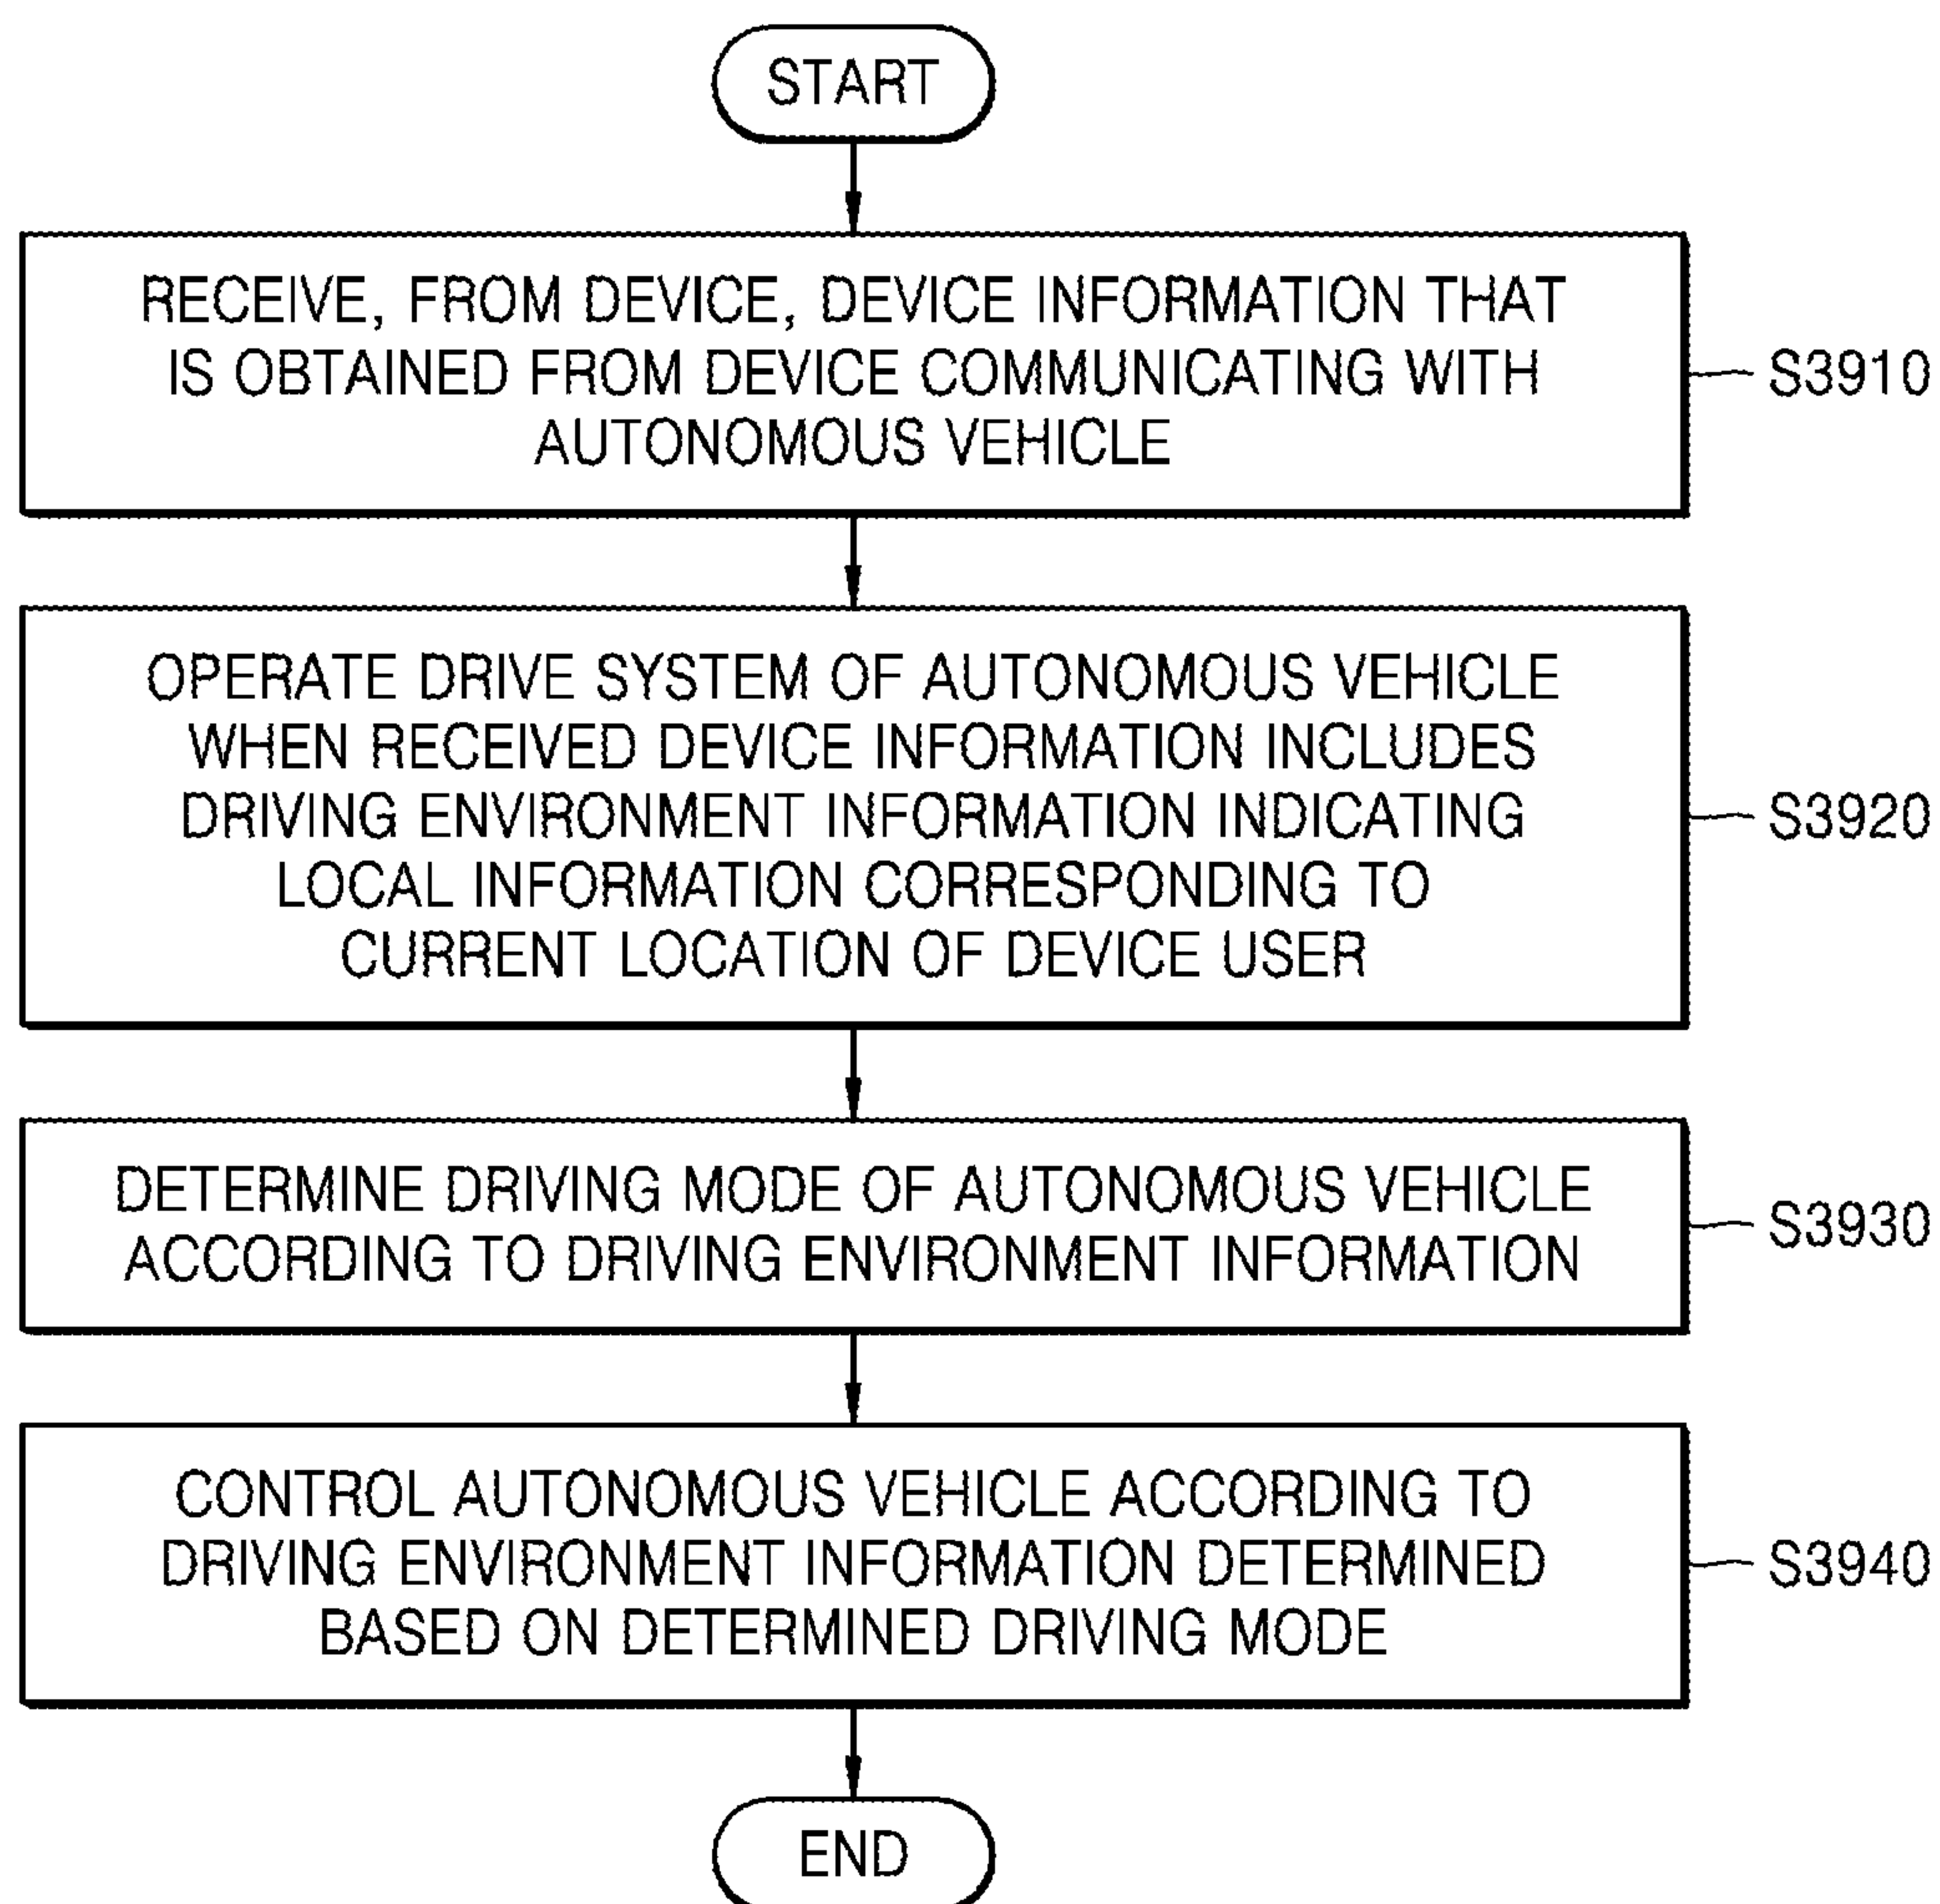 START
RECEIVE, FROM DEVICE, DEVICE INFORMATION THAT
IS OBTAINED FROM DEVICE COMMUNICATING WITH
AUTONOMOUS VEHICLE
S3910
OPERATE DRIVE SYSTEM OF AUTONOMOUS VEHICLE
WHEN RECEIVED DEVICE INFORMATION INCLUDES
DRIVING ENVIRONMENT INFORMATION INDICATING
LOCAL INFORMATION CORRESPONDING TO
CURRENT LOCATION OF DEVICE USER
S3920
DETERMINE DRIVING MODE OF AUTONOMOUS VEHICLE
ACCORDING TO DRIVING ENVIRONMENT INFORMATION
S3930
CONTROL AUTONOMOUS VEHICLE ACCORDING TO
DRIVING ENVIRONMENT INFORMATION DETERMINED
BASED ON DETERMINED DRIVING MODE
S3940
END